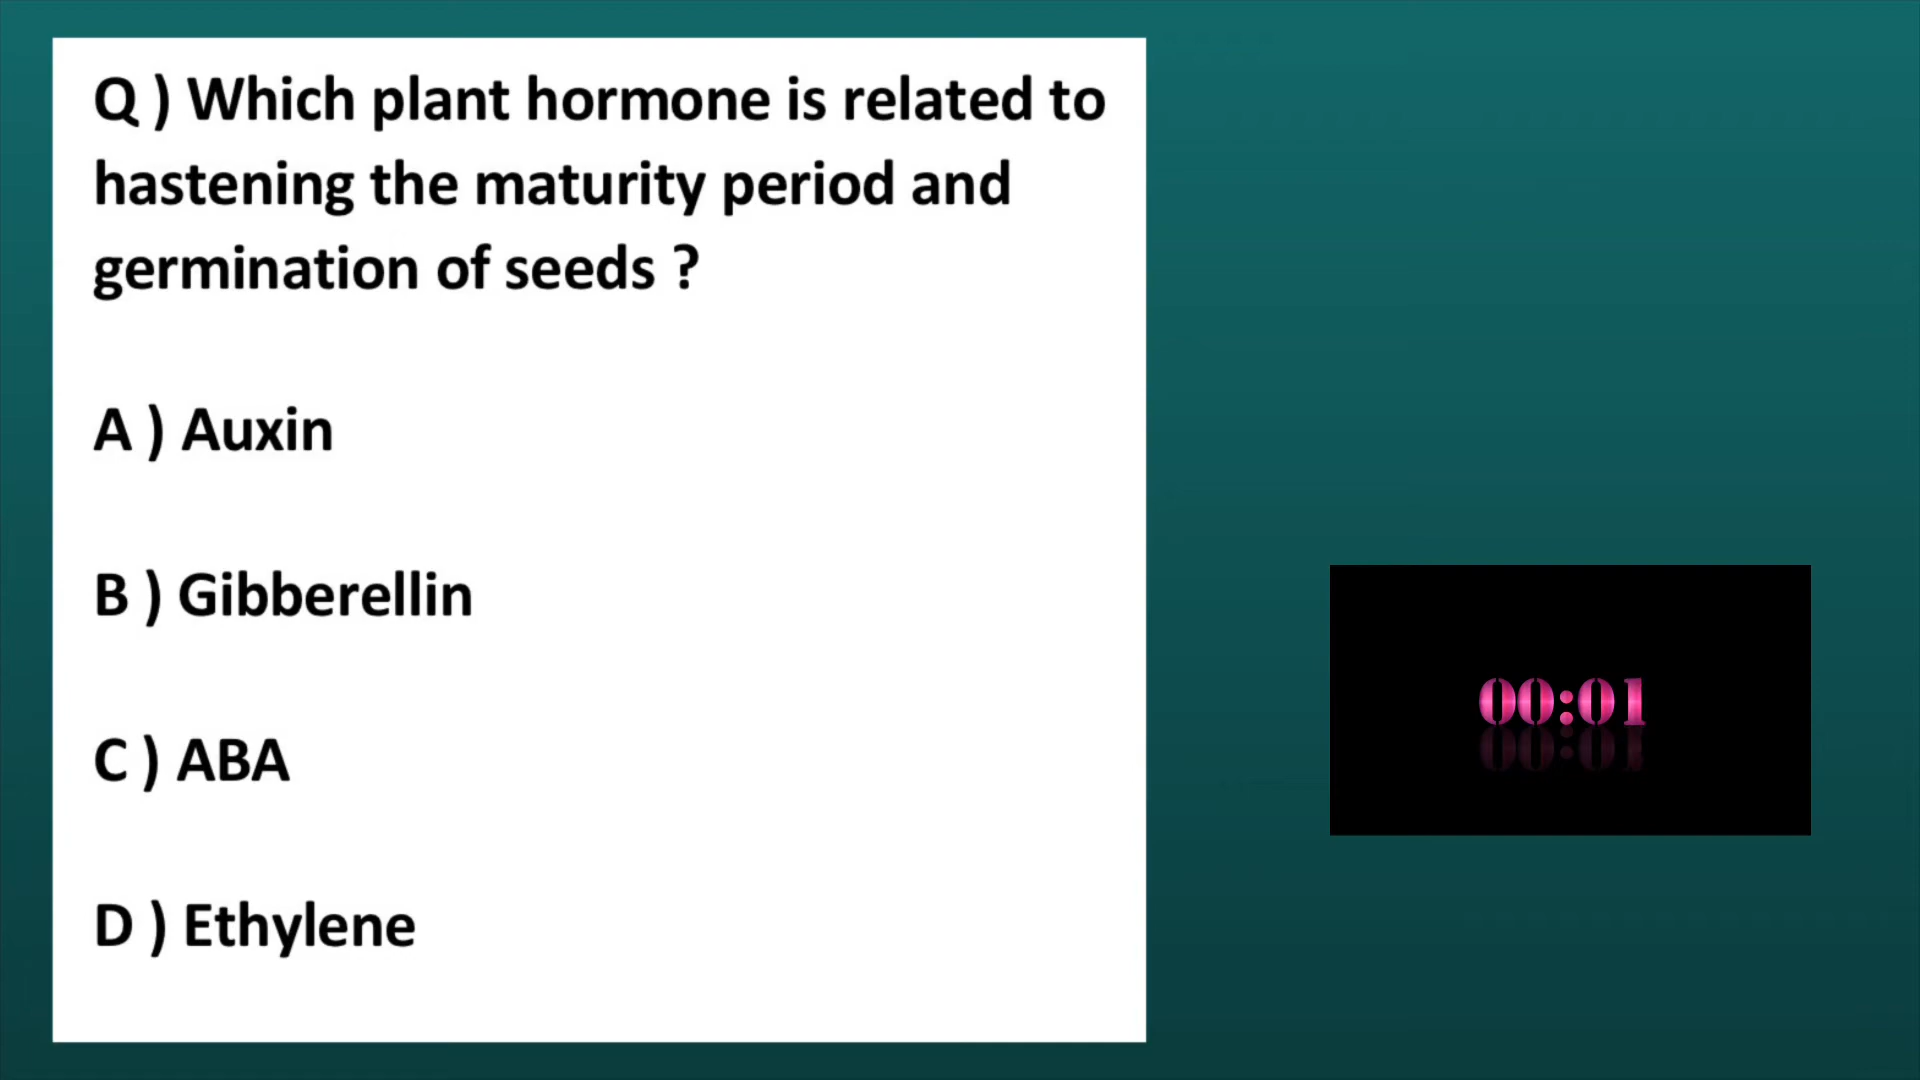 Q ) Which plant hormone is related to
hastening the maturity period and
germination of seeds ?
A ) Auxin
B ) Gibberellin
C ) ABA
D ) Ethylene
00:01